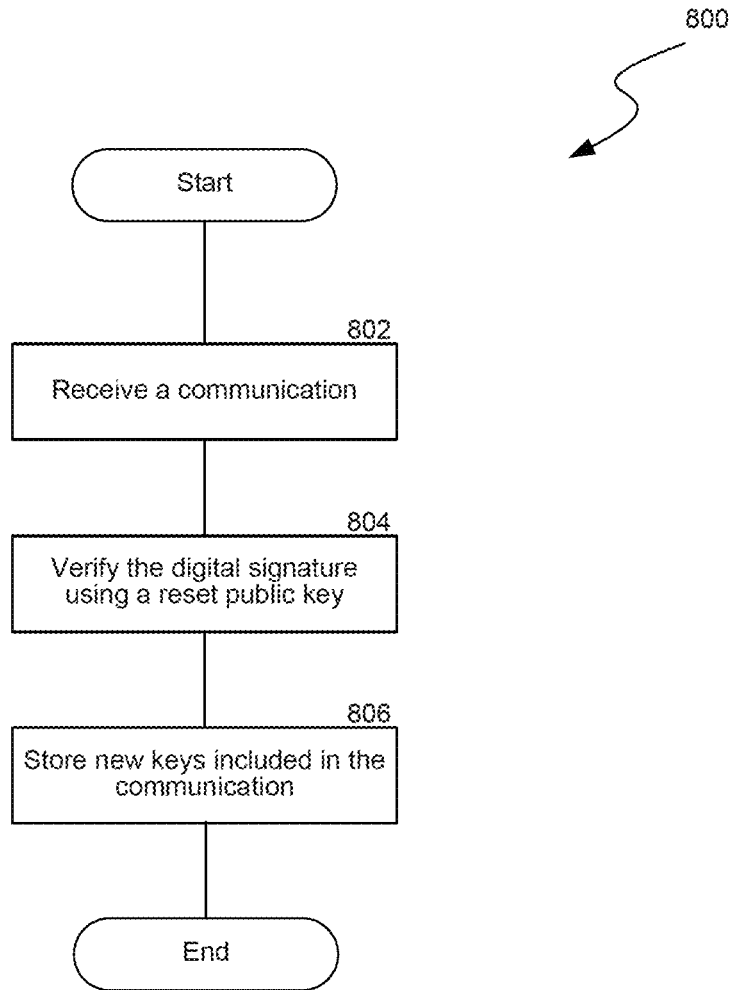 800
Start
802
Receive a communication
804
Verify the digital signature
using a reset public key
806
Store new keys included in the
communication
End